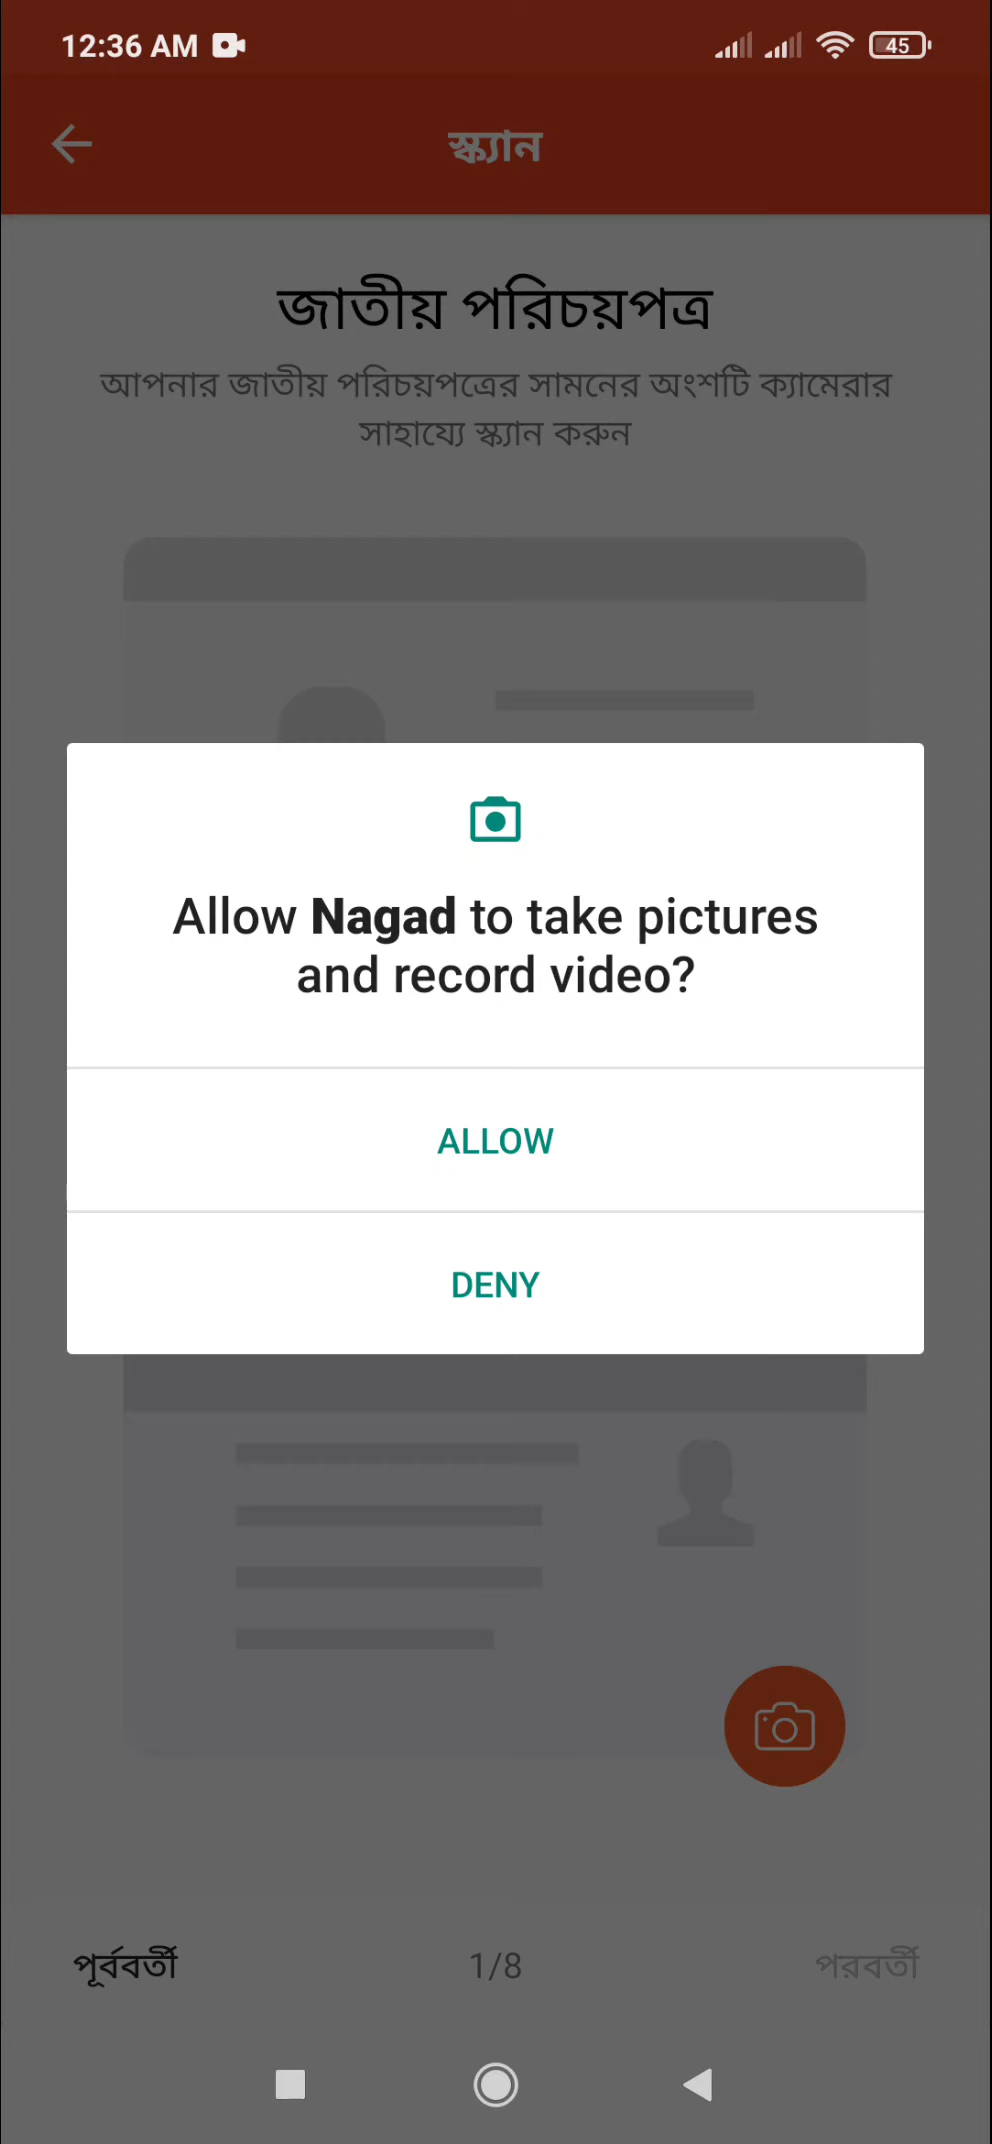 12:36 AM
45
স্ক্যান
জাতীয় পরিচয়পত্র
আপনার জাতীয় পরিচয়পত্রের সামনের অংশটি ক্যামেরার
সাহায্যে স্ক্যান করুন
Allow Nagad to take pictures
and record video?
ALLOW
DENY
পূর্ববর্তী
1/8
পরবর্তী